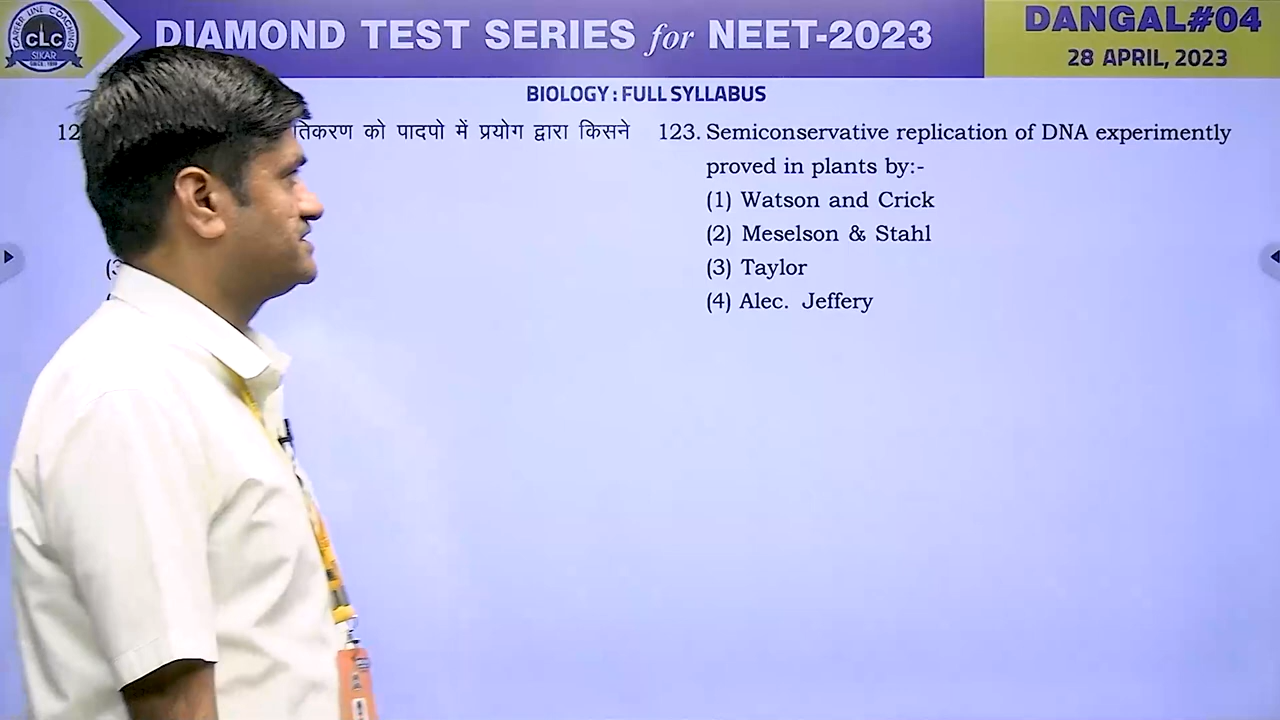 CAREER LINE COACHING
CLC
SIKAR
DIAMOND TEST SERIES for NEET-2023
DANGAL#04
28 APRIL, 2023
BIOLOGY : FULL SYLLABUS
12
को पादपो में प्रयोग द्वारा किसने
(3
123. Semiconservative replication of DNA experimently
proved in plants by:-
(1) Watson and Crick
(2) Meselson & Stahl
(3) Taylor
(4) Alec. Jeffery